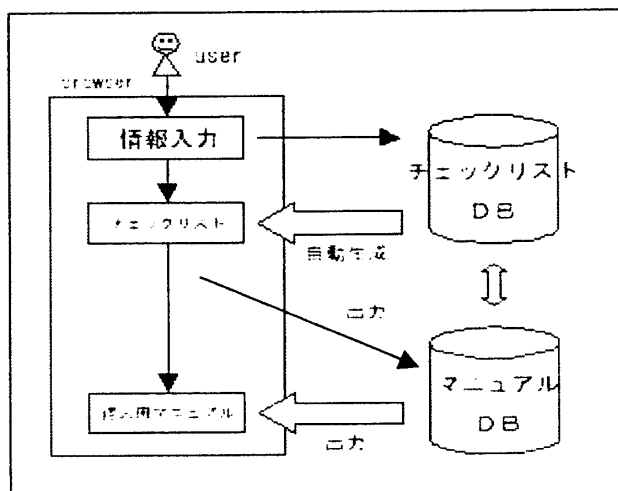 user
browser
情報入力
チェックリスト
DB
チェックリスト
自動生成
出力
マニュアル
DB
出力